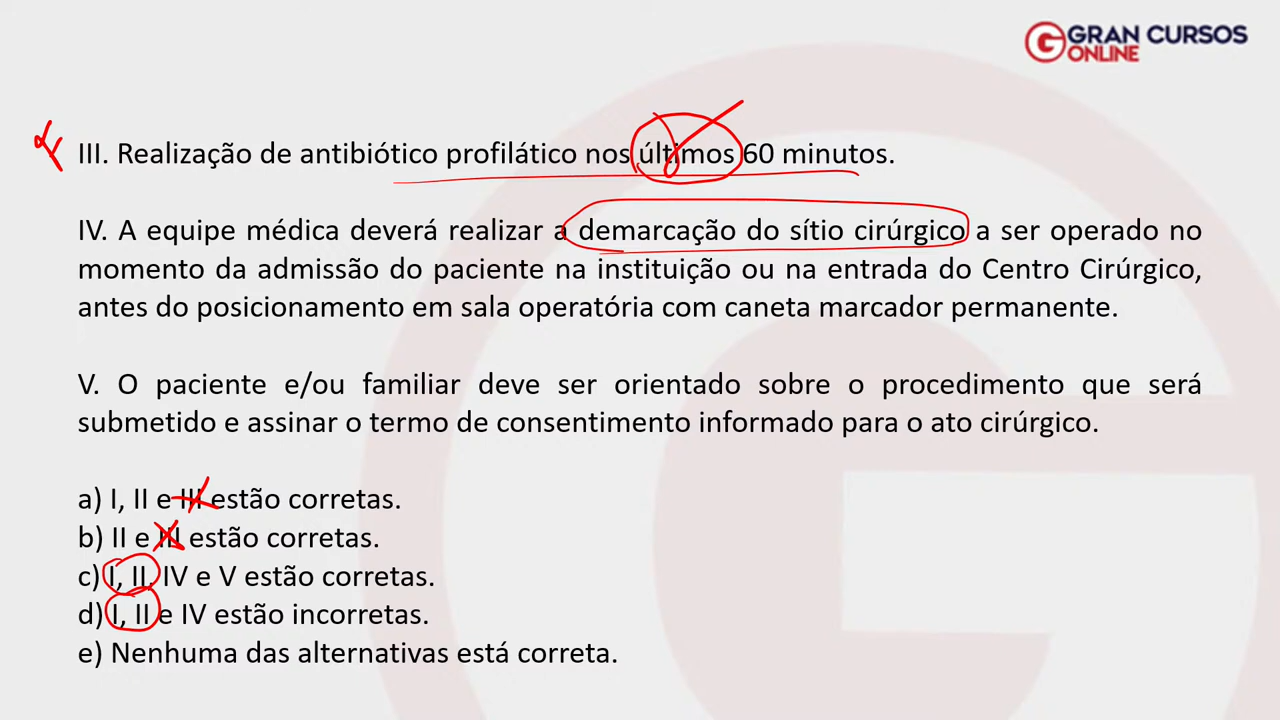 GRAN CURSOS
ONLINE
III. Realização de antibiótico profilático nos últimos 60 minutos.
IV. A equipe médica deverá realizar a demarcação do sítio cirúrgico a ser operado no
momento da admissão do paciente na instituição ou na entrada do Centro Cirúrgico,
antes do posicionamento em sala operatória com caneta marcador permanente.
V. O paciente e/ou familiar deve ser orientado sobre o procedimento que será
submetido e assinar o termo de consentimento informado para o ato cirúrgico.
a) I, II e III estão corretas.
b) II e III estão corretas.
c) I, II, IV e V estão corretas.
d) I, II e IV estão incorretas.
e) Nenhuma das alternativas está correta.